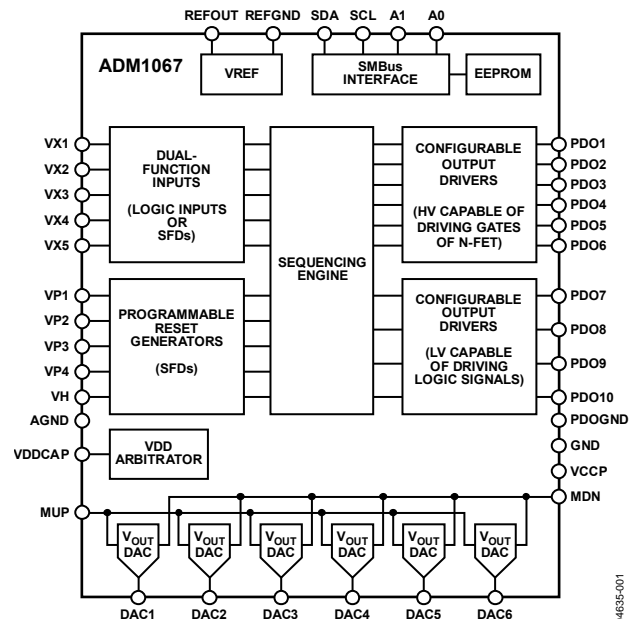 REFOUT REFGND SDA SCL A1 A0
ADM1067
VREF
SMBus
INTERFACE
EEPROM
VX1
VX2
VX3
VX4
VX5
DUAL-
FUNCTION
INPUTS
(LOGIC INPUTS
OR
SFDs)
VP1
VP2
VP3
VP4
VH
PROGRAMMABLE
RESET
GENERATORS
(SFDs)
AGND
VDDCAP
VDD
ARBITRATOR
SEQUENCING
ENGINE
CONFIGURABLE
OUTPUT
DRIVERS
(HV CAPABLE OF
DRIVING GATES
OF N-FET)
PDO1
PDO2
PDO3
PDO4
PDO5
PDO6
CONFIGURABLE
OUTPUT
DRIVERS
(LV CAPABLE
OF DRIVING
LOGIC SIGNALS)
PDO7
PDO8
PDO9
PDO10
PDOGND
GND
VCCP
MDN
MUP
VOUT VOUT VOUT VOUT VOUT VOUT
DAC DAC DAC DAC DAC DAC
DAC1 DAC2 DAC3 DAC4 DAC5 DAC6